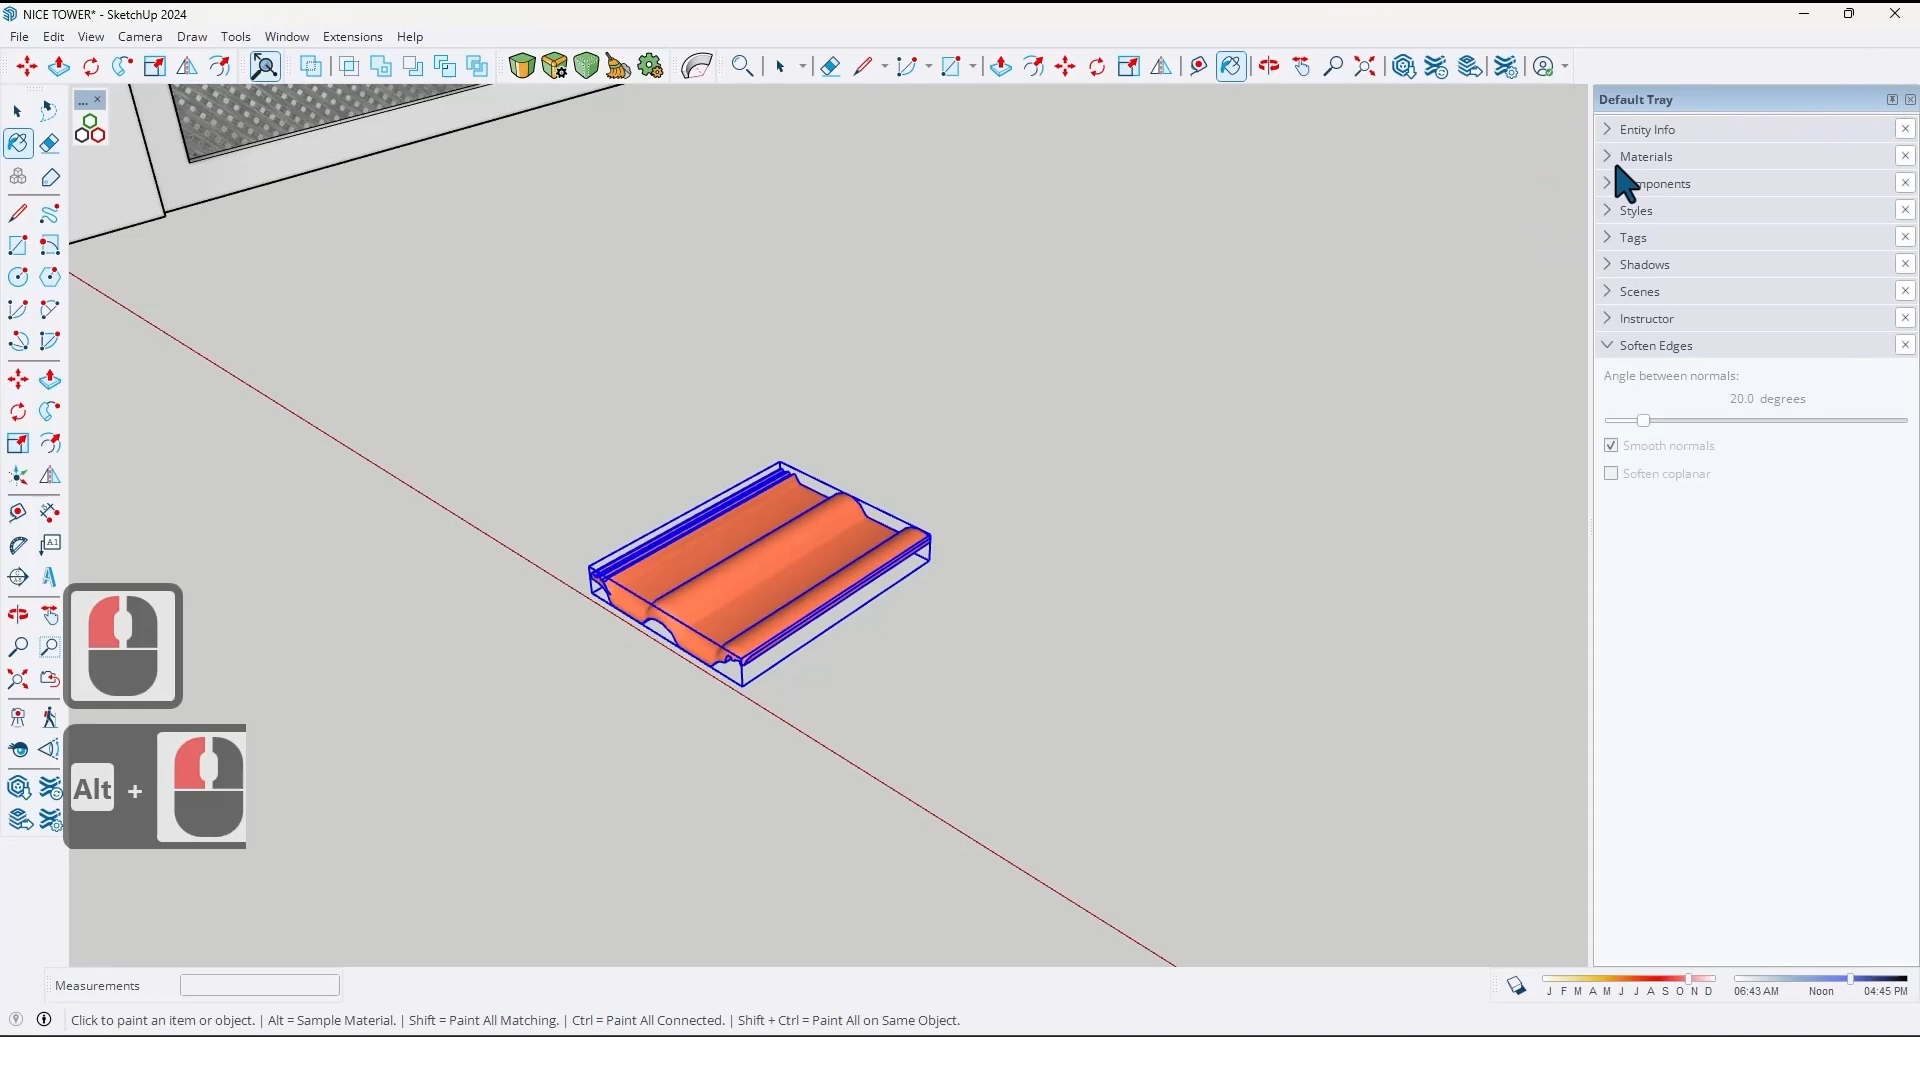 NICE TOWER* - SketchUp 2024
File Edit View Camera Draw Tools Window Extensions Help
Default Tray
Entity Info
Materials
Styles
Tags
Shadows
Scenes
Instructor
Soften Edges
Angle between normals:
20.0 degrees
Smooth normals
Soften coplanar
Alt +
Measurements
J F M A M J J A S O N D
06:43 AM Noon 04:45 PM
Click to paint an item or object. | Alt = Sample Material. | Shift = Paint All Matching. | Ctrl = Paint All Connected. | Shift + Ctrl = Paint All on Same Object.